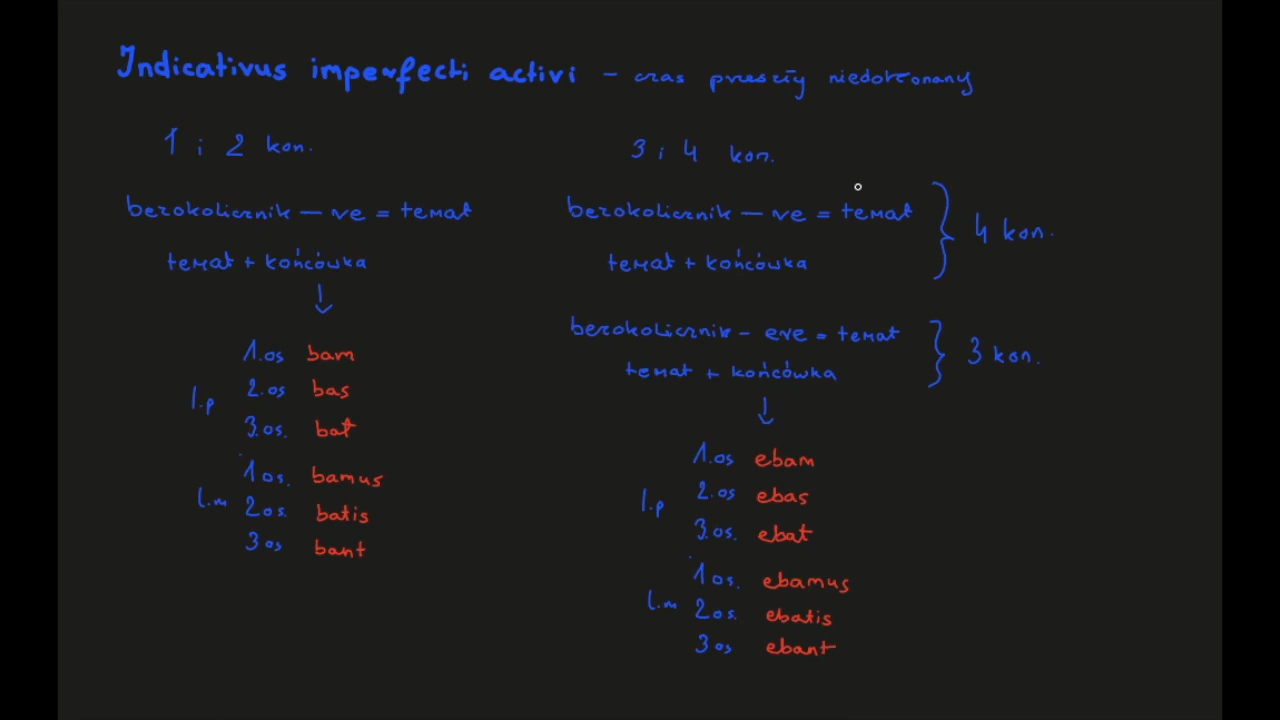 Indicativus imperfecti activi – czas przeszły niedokonany
1 i 2 kon.
bezokolicznik – re = temat
temat + końcówka
↓
l.p
1.os bam
2.os bas
3.os. bat
l.m
1 os. bamus
2 os. batis
3 os bant
3 i 4 kon.
bezokolicznik – re = temat
temat + końcówka
} 4 kon.
bezokolicznik – ere = temat
temat + końcówka
} 3 kon.
↓
l.p
1.os ebam
2.os ebas
3.os. ebat
l.m
1 os. ebamus
2 os. ebatis
3 os ebant